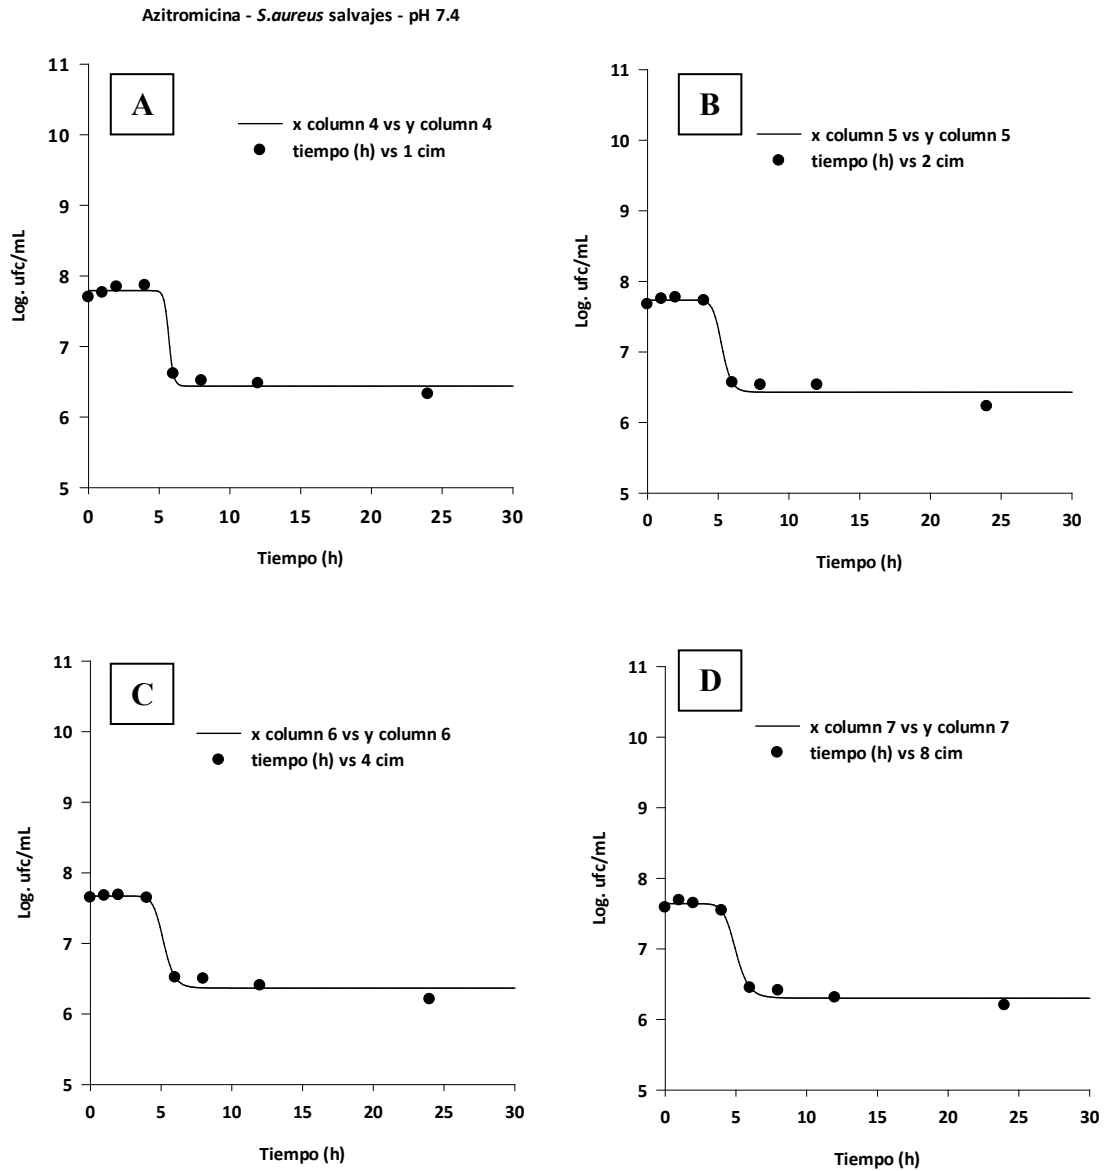 Azitromicina - S.aureus salvajes - pH 7.4
A
x column 4 vs y column 4
tiempo (h) vs 1 cim
Log. ufc/mL
11
10
9
8
7
6
5
0 5 10 15 20 25 30
Tiempo (h)
B
x column 5 vs y column 5
tiempo (h) vs 2 cim
Log. ufc/mL
11
10
9
8
7
6
5
0 5 10 15 20 25 30
Tiempo (h)
C
x column 6 vs y column 6
tiempo (h) vs 4 cim
Log. ufc/mL
11
10
9
8
7
6
5
0 5 10 15 20 25 30
Tiempo (h)
D
x column 7 vs y column 7
tiempo (h) vs 8 cim
Log. ufc/mL
11
10
9
8
7
6
5
0 5 10 15 20 25 30
Tiempo (h)